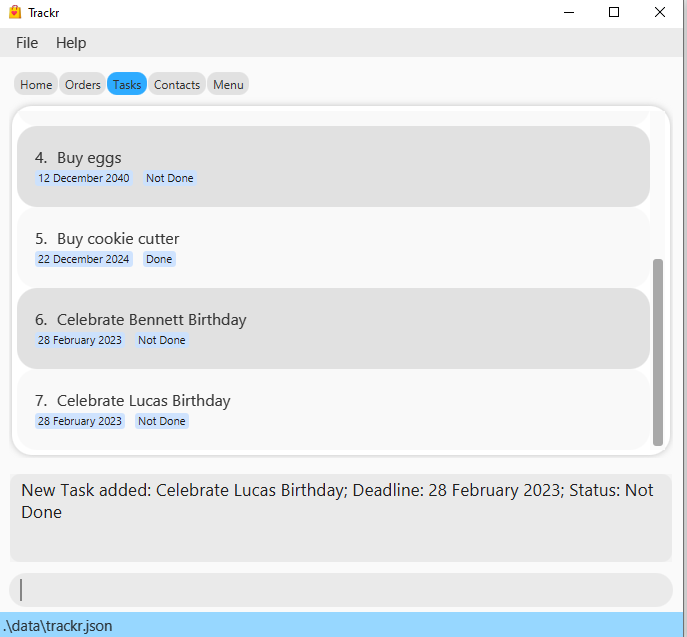 Trackr
File Help
Home Orders Tasks Contacts Menu
4. Buy eggs
12 December 2040 Not Done
5. Buy cookie cutter
22 December 2024 Done
6. Celebrate Bennett Birthday
28 February 2023 Not Done
7. Celebrate Lucas Birthday
28 February 2023 Not Done
New Task added: Celebrate Lucas Birthday; Deadline: 28 February 2023; Status: Not
Done
.\data\trackr.json